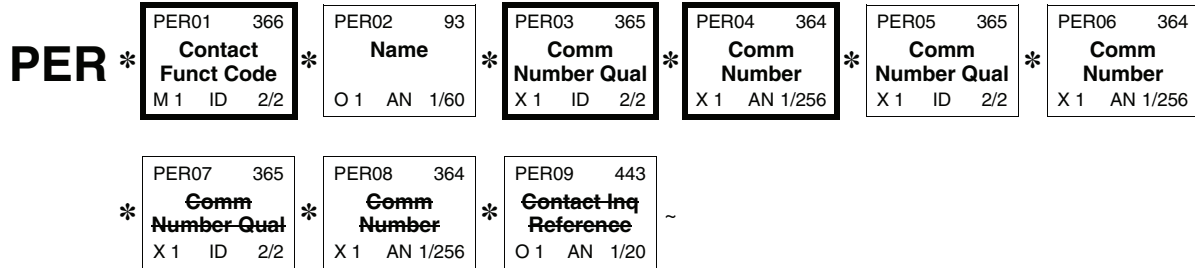 PER * PER01 366 * PER02 93 * PER03 365 * PER04 364 * PER05 365 * PER06 364
Contact Name Comm Comm Comm Comm
Funct Code Number Qual Number Number Qual Number
M 1 ID 2/2 O 1 AN 1/60 X 1 ID 2/2 X 1 AN 1/256 X 1 ID 2/2 X 1 AN 1/256
* PER07 365 * PER08 364 * PER09 443 ~
Comm Comm Contact Inq
Number Qual Number Reference
X 1 ID 2/2 X 1 AN 1/256 O 1 AN 1/20